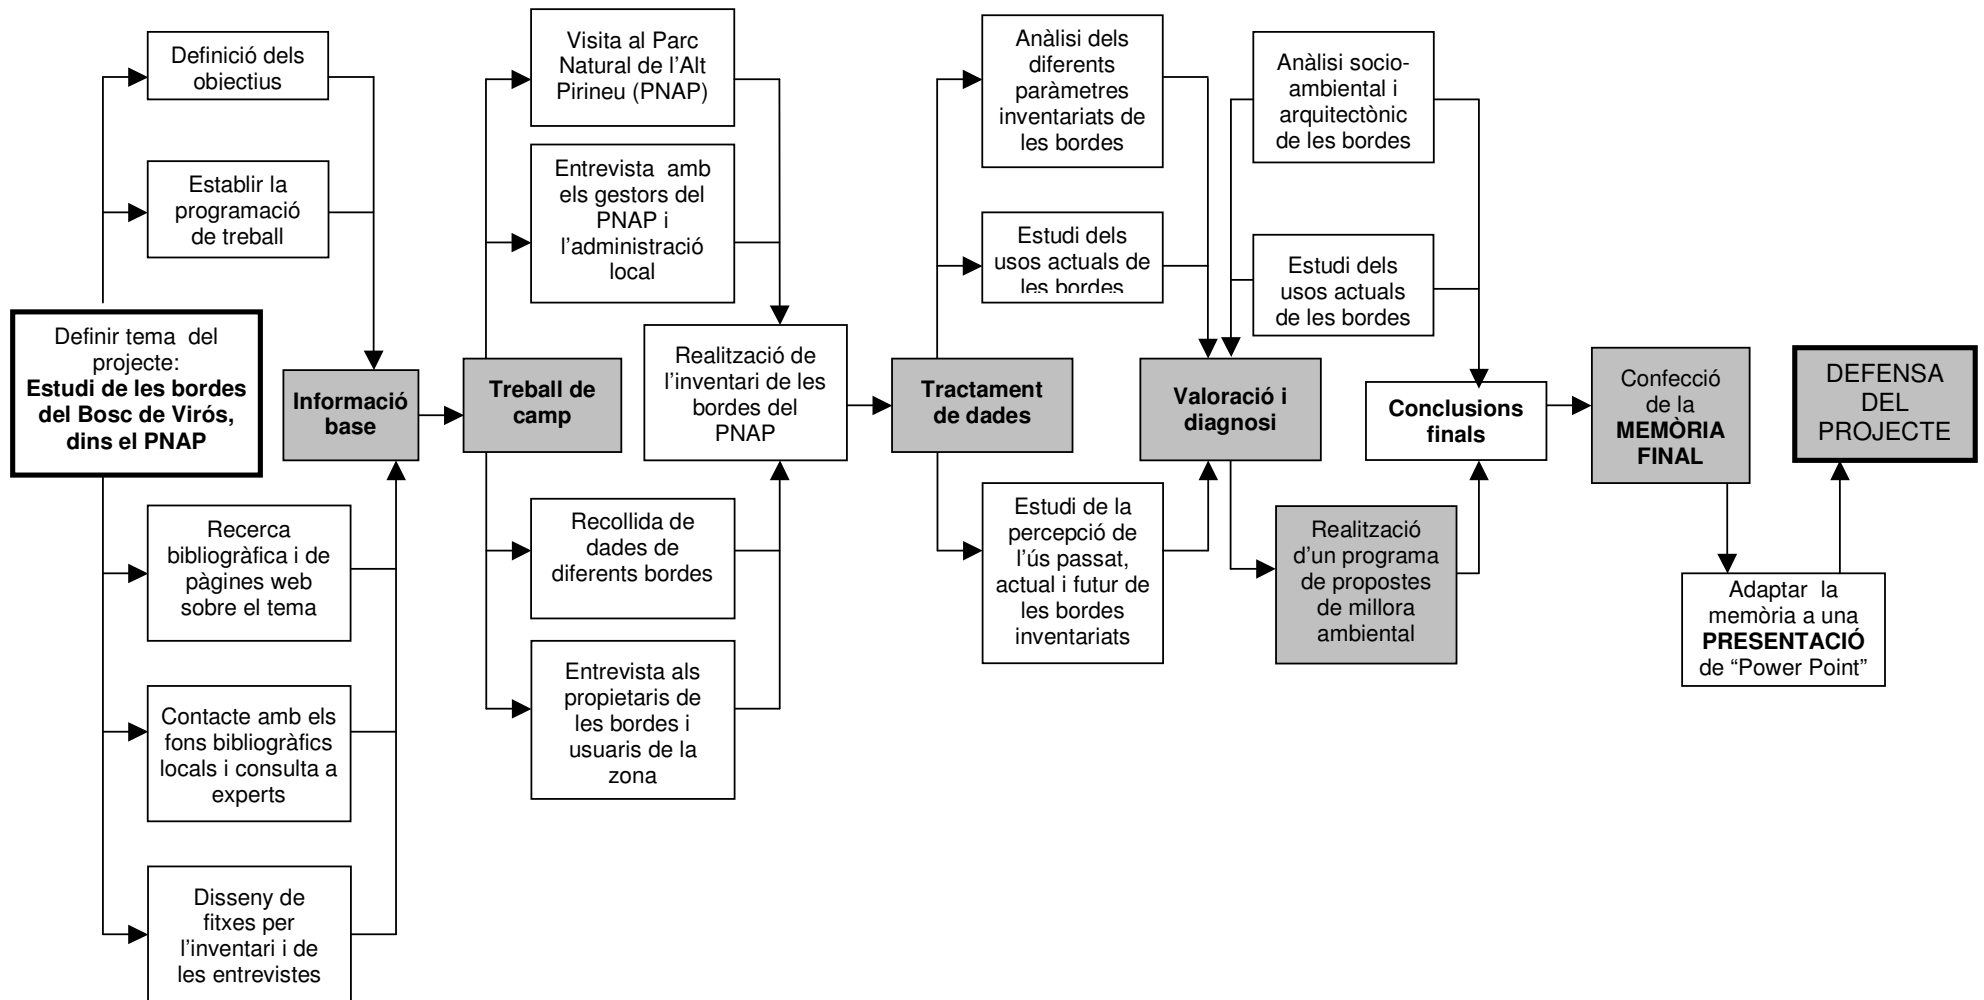 Definició dels
objectius
Establir la
programació
de treball
Definir tema del
projecte:
Estudi de les bordes
del Bosc de Virós,
dins el PNAP
Recerca
bibliogràfica i de
pàgines web
sobre el tema
Contacte amb els
fons bibliogràfics
locals i consulta a
experts
Disseny de
fitxes per
l’inventari i de
les entrevistes
Informació
base
Treball de
camp
Visita al Parc
Natural de l’Alt
Pirineu (PNAP)
Entrevista amb
els gestors del
PNAP i
l’administració
local
Recollida de
dades de
diferents bordes
Entrevista als
propietaris de
les bordes i
usuaris de la
zona
Realització de
l’inventari de les
bordes del
PNAP
Tractament
de dades
Anàlisi dels
diferents
paràmetres
inventariats de
les bordes
Estudi dels
usos actuals de
les bordes
Estudi de la
percepció de
l’ús passat,
actual i futur de
les bordes
inventariats
Valoració i
diagnosi
Anàlisi socio-
ambiental i
arquitectònic
de les bordes
Estudi dels
usos actuals
de les bordes
Realització
d’un programa
de propostes
de millora
ambiental
Conclusions
finals
Confecció
de la
MEMÒRIA
FINAL
Adaptar la
memòria a una
PRESENTACIÓ
de “Power Point”
DEFENSA
DEL
PROJECTE